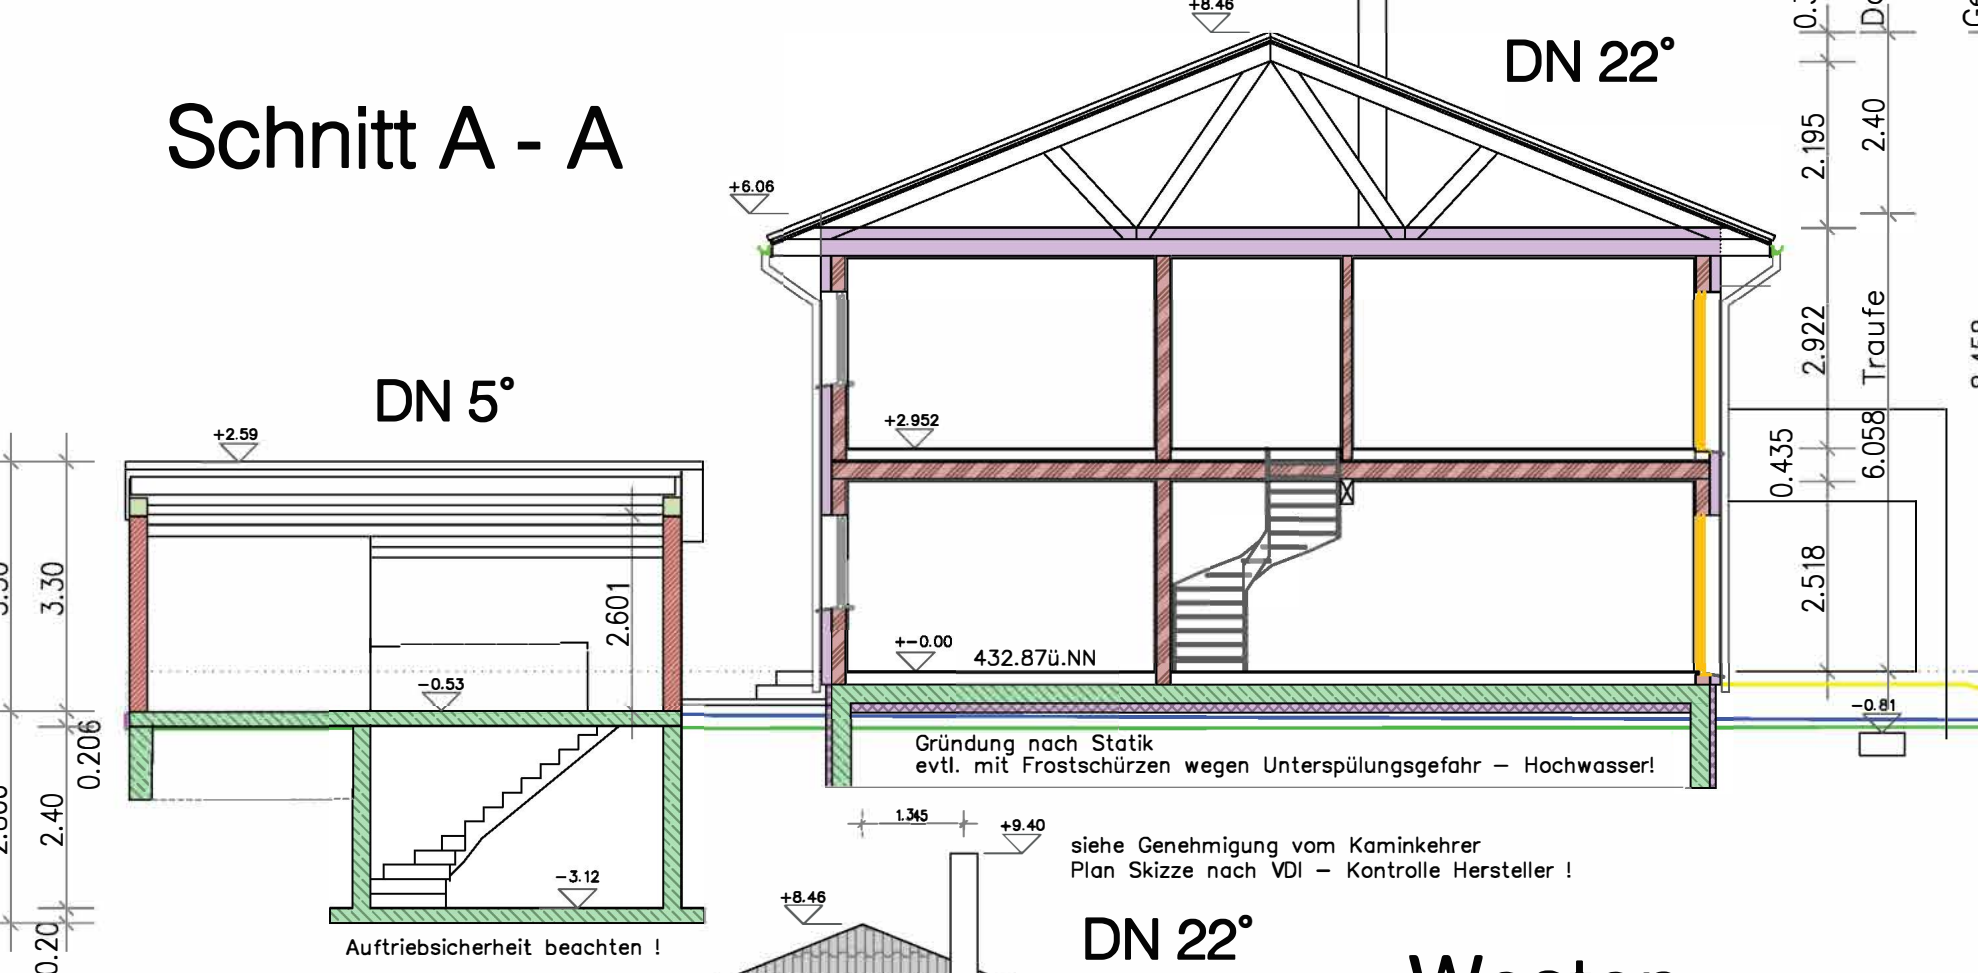 +8.46
DN 22°
Schnitt A - A
+6.06
2.195
2.40
DN 5°
+2.59
+2.952
2.922
6.058 Traufe
0.435
3.30
2.601
2.518
+-0.00
432.87ü.NN
-0.53
-0.81
0.206
Gründung nach Statik
evtl. mit Frostschürzen wegen Unterspülungsgefahr – Hochwasser!
2.40
1.345
+9.40
siehe Genehmigung vom Kaminkehrer
Plan Skizze nach VDI – Kontrolle Hersteller !
-3.12
+8.46
DN 22°
0.20
Auftriebsicherheit beachten !